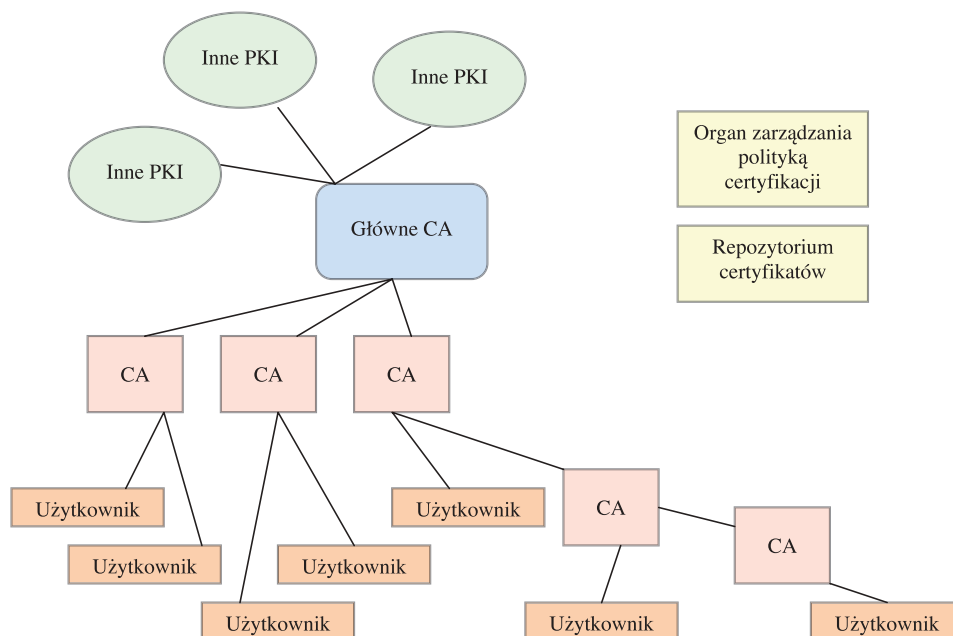 Inne PKI
Inne PKI
Inne PKI
Organ zarządzania
polityką
certyfikacji
Główne CA
Repozytorium
certyfikatów
CA
CA
CA
Użytkownik
Użytkownik
CA
CA
Użytkownik
Użytkownik
Użytkownik
Użytkownik
Użytkownik